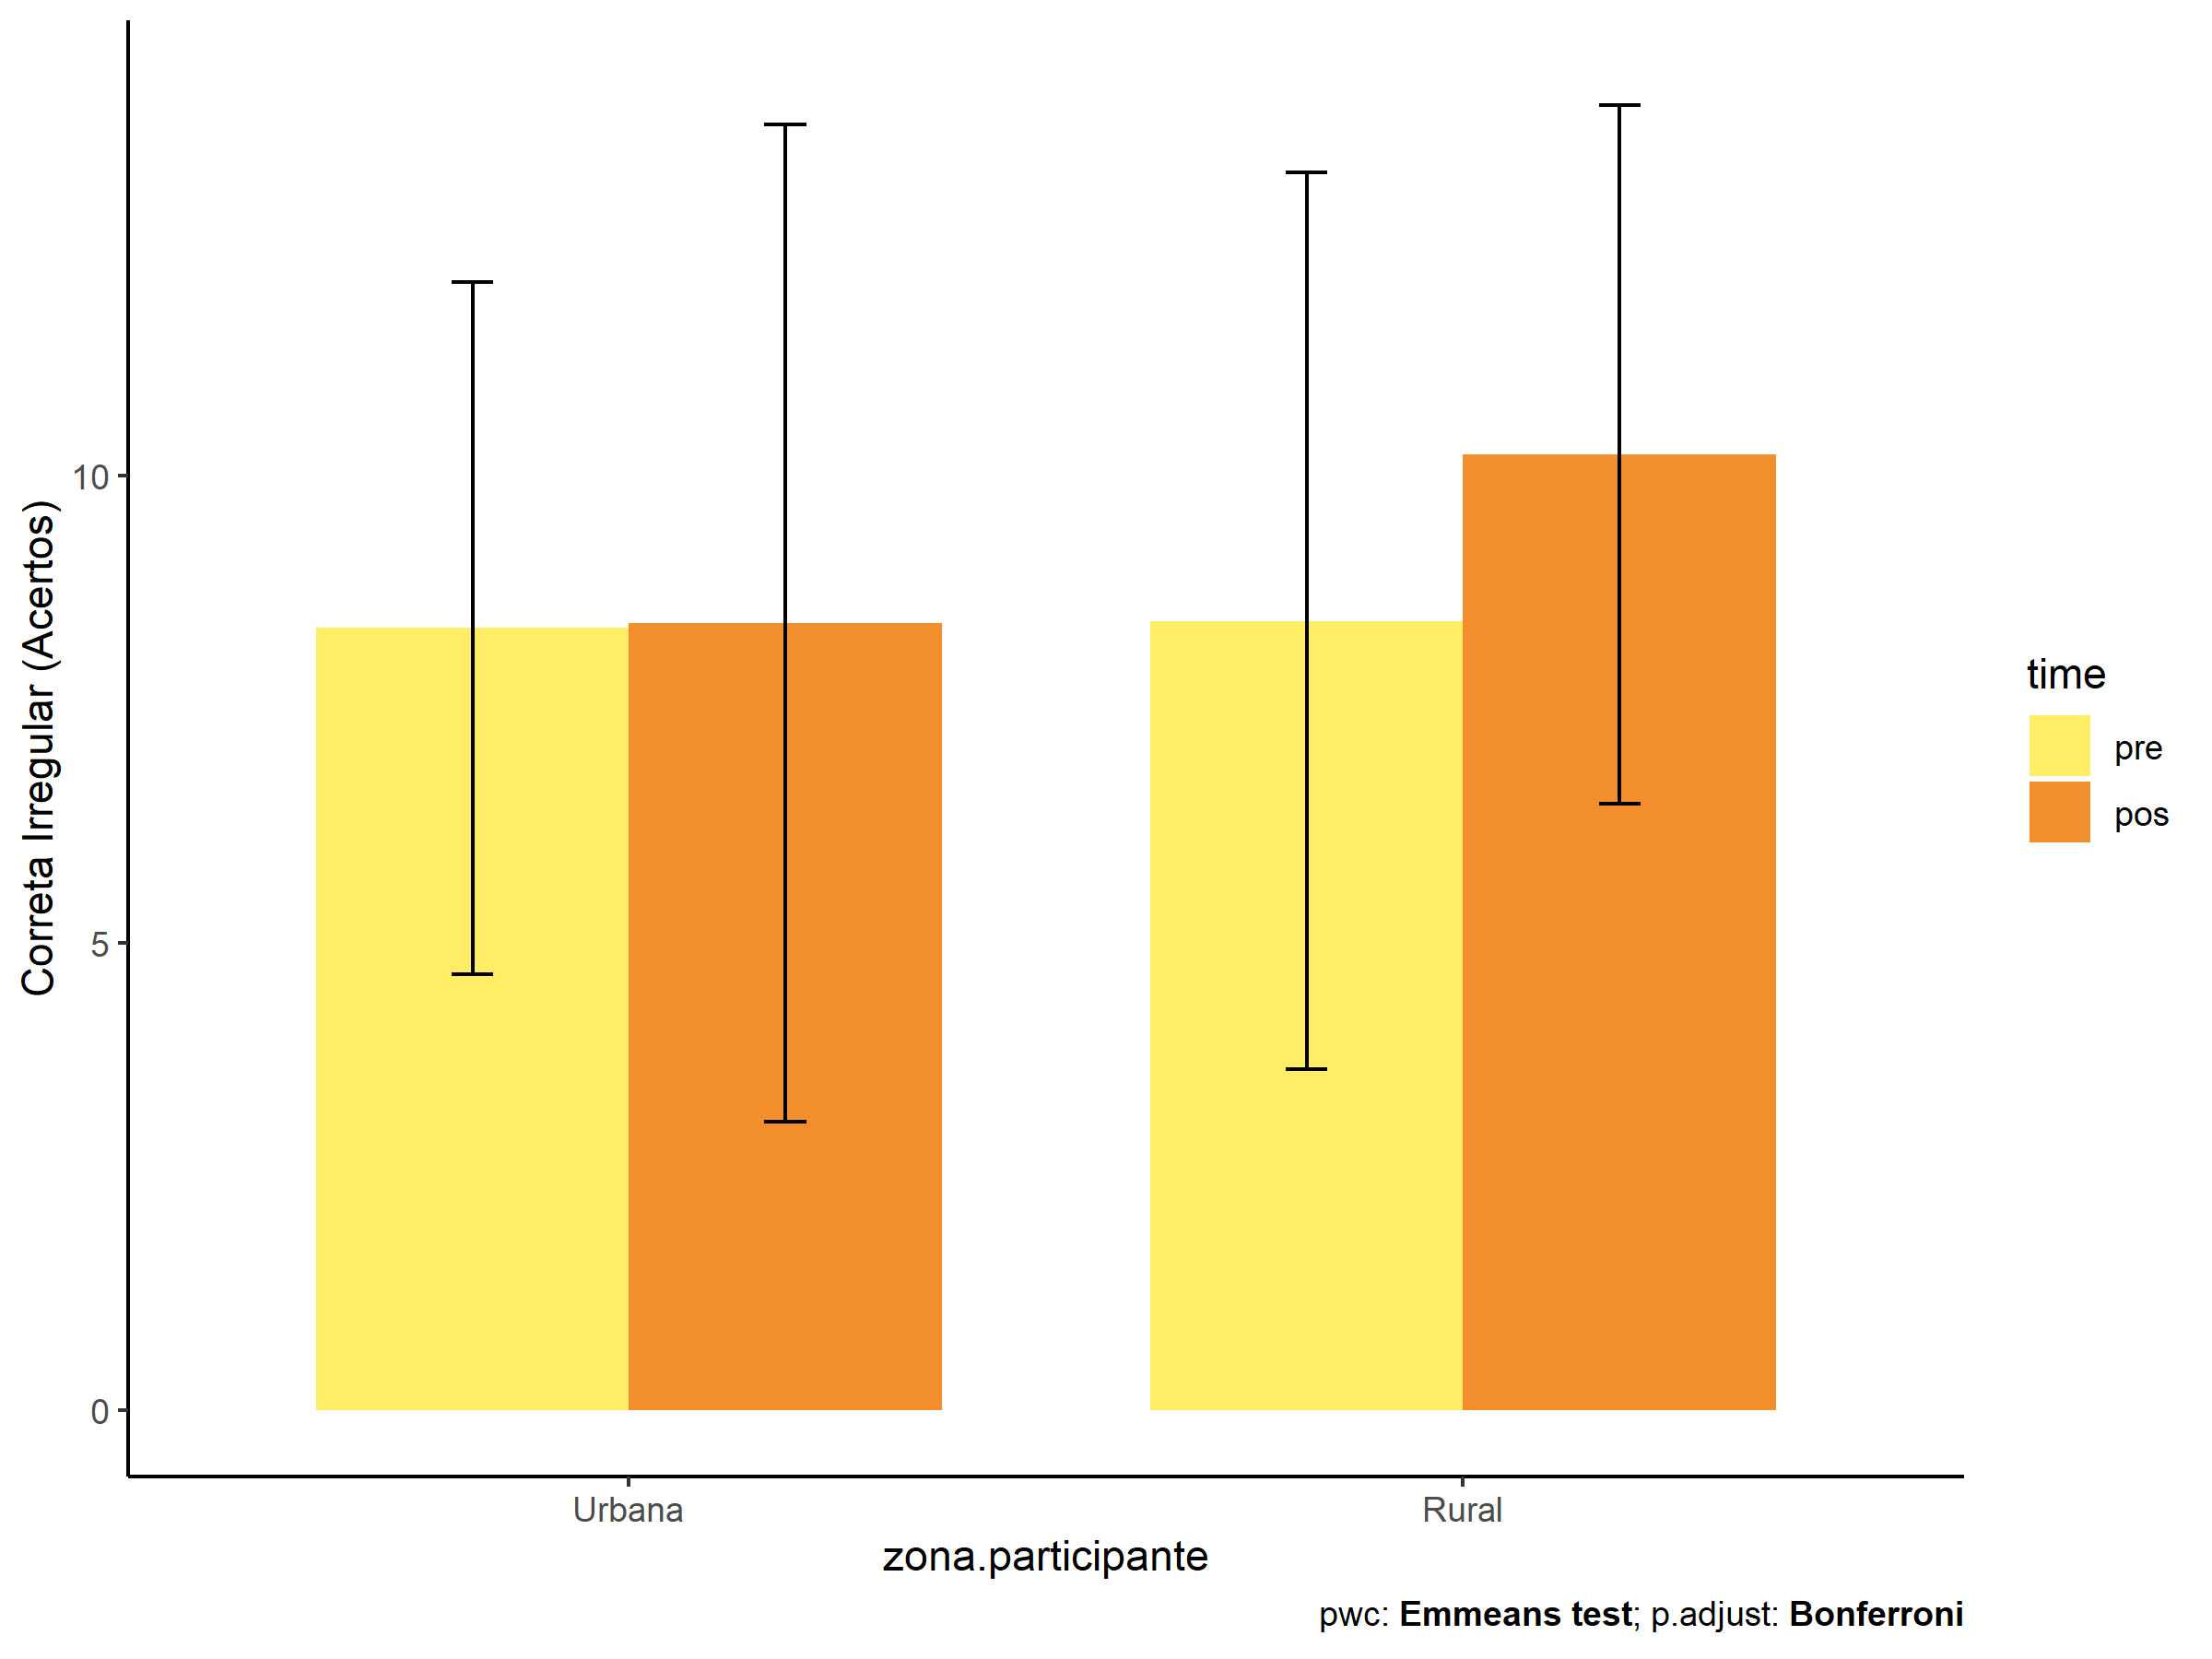 Correta Irregular (Acertos)
10
5
0
Urbana
Rural
zona.participante
time
pre
pos
pwc: Emmeans test; p.adjust: Bonferroni